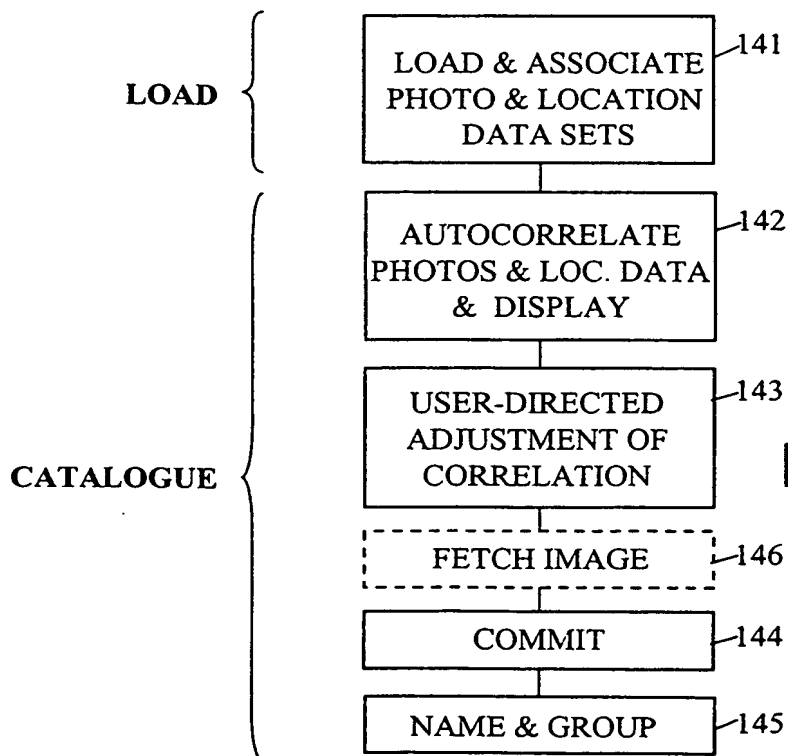 LOAD
LOAD & ASSOCIATE
PHOTO & LOCATION
DATA SETS
141
CATALOGUE
AUTOCORRELATE
PHOTOS & LOC. DATA
& DISPLAY
142
USER-DIRECTED
ADJUSTMENT OF
CORRELATION
143
FETCH IMAGE
146
COMMIT
144
NAME & GROUP
145